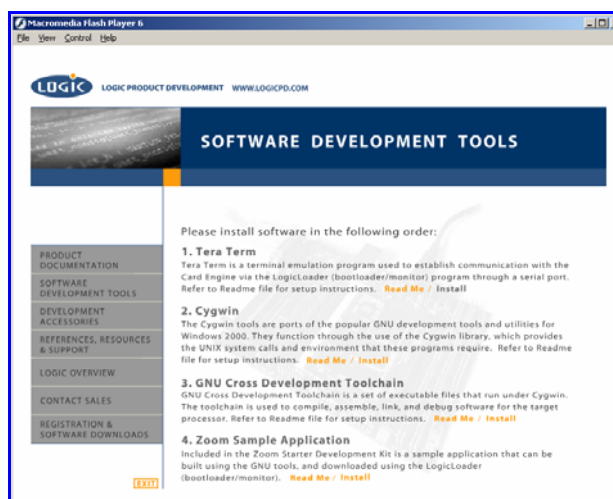 Macromedia Flash Player 6
File View Control Help
LOGIC LOGIC PRODUCT DEVELOPMENT WWW.LOGICPD.COM
SOFTWARE DEVELOPMENT TOOLS
PRODUCT
DOCUMENTATION
SOFTWARE
DEVELOPMENT TOOLS
DEVELOPMENT
ACCESSORIES
REFERENCES, RESOURCES
& SUPPORT
LOGIC OVERVIEW
CONTACT SALES
REGISTRATION &
SOFTWARE DOWNLOADS
EXIT
Please install software in the following order:
1. Tera Term
Tera Term is a terminal emulation program used to establish communication with the
Card Engine via the LogicLoader (bootloader/monitor) program through a serial port.
Refer to Readme file for setup instructions. Read Me / Install
2. Cygwin
The Cygwin tools are ports of the popular GNU development tools and utilities for
Windows 2000. They function through the use of the Cygwin library, which provides
the UNIX system calls and environment that these programs require. Refer to Readme
file for setup instructions. Read Me / Install
3. GNU Cross Development Toolchain
GNU Cross Development Toolchain is a set of executable files that run under Cygwin.
The toolchain is used to compile, assemble, link, and debug software for the target
processor. Refer to Readme file for setup instructions. Read Me / Install
4. Zoom Sample Application
Included in the Zoom Starter Development Kit is a sample application that can be
built using the GNU tools, and downloaded using the LogicLoader
(bootloader/monitor). Read Me / Install